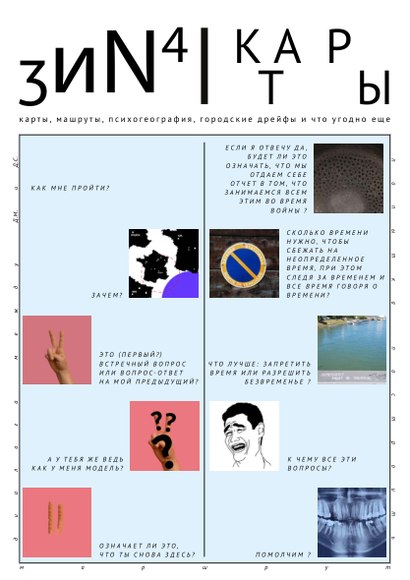 зиN4 | КАРТЫ
карты, машруты, психогеография, городские дрейфы и что угодно еще
КАК МНЕ ПРОЙТИ?
ЗАЧЕМ?
ЭТО (ПЕРВЫЙ?)
ВСТРЕЧНЫЙ ВОПРОС
ИЛИ ВОПРОС-ОТВЕТ
НА МОЙ ПРЕДЫДУЩИЙ?
??
?
А У ТЕБЯ ЖЕ ВЕДЬ
КАК У МЕНЯ МОДЕЛЬ?
ОЗНАЧАЕТ ЛИ ЭТО,
ЧТО ТЫ СНОВА ЗДЕСЬ?
ЕСЛИ Я ОТВЕЧУ ДА,
БУДЕТ ЛИ ЭТО
ОЗНАЧАТЬ, ЧТО МЫ
ОТДАЕМ СЕБЕ
ОТЧЕТ В ТОМ, ЧТО
ЗАНИМАЕМСЯ ВСЕМ
ЭТИМ ВО ВРЕМЯ
ВОЙНЫ ?
СКОЛЬКО ВРЕМЕНИ
НУЖНО, ЧТОБЫ
СБЕЖАТЬ НА
НЕОПРЕДЕЛЕННОЕ
ВРЕМЯ, ПРИ ЭТОМ
СЛЕДЯ ЗА ВРЕМЕНЕМ И
ВСЕ ВРЕМЯ ГОВОРЯ О
ВРЕМЕНИ?
ЧТО ЛУЧШЕ: ЗАПРЕТИТЬ
ВРЕМЯ ИЛИ РАЗРЕШИТЬ
БЕЗВРЕМЕНЬЕ ?
К ЧЕМУ ВСЕ ЭТИ
ВОПРОСЫ?
ПОМОЛЧИМ ?
диалог между ДМ и ДС